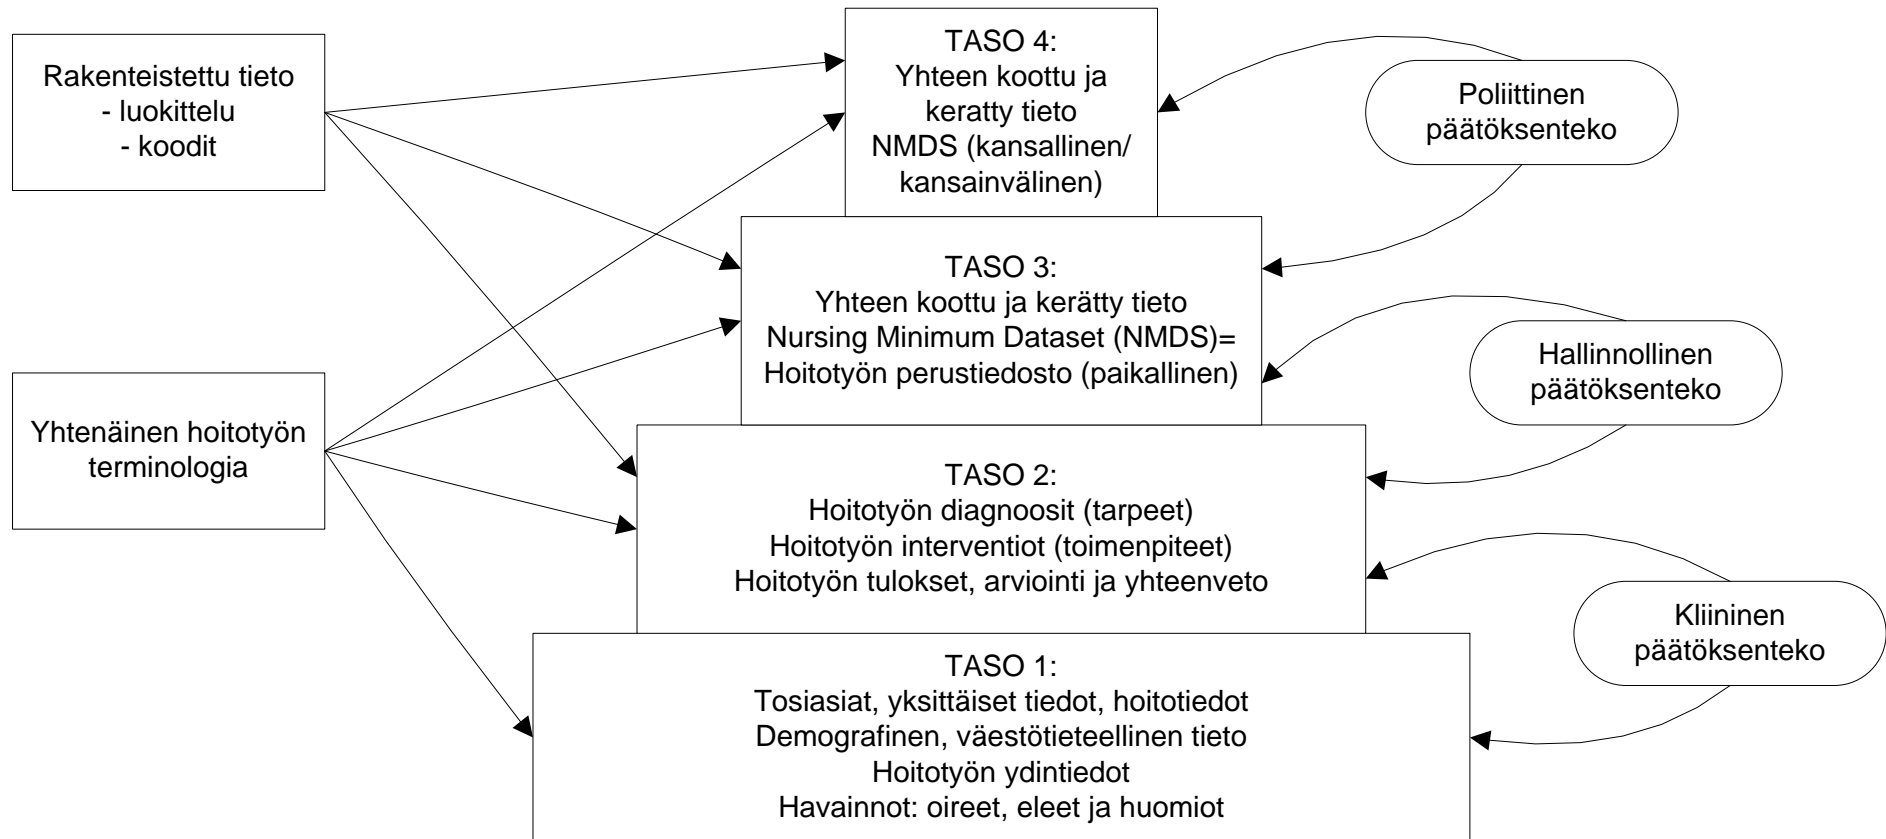 Rakenteistettu tieto
- luokittelu
- koodit
Yhtenäinen hoitotyön
terminologia
TASO 4:
Yhteen koottu ja
keratty tieto
NMDS (kansallinen/
kansainvälinen)
TASO 3:
Yhteen koottu ja kerätty tieto
Nursing Minimum Dataset (NMDS)=
Hoitotyön perustiedosto (paikallinen)
TASO 2:
Hoitotyön diagnoosit (tarpeet)
Hoitotyön interventiot (toimenpiteet)
Hoitotyön tulokset, arviointi ja yhteenveto
TASO 1:
Tosiasiat, yksittäiset tiedot, hoitotiedot
Demografinen, väestötieteellinen tieto
Hoitotyön ydintiedot
Havainnot: oireet, eleet ja huomiot
Poliittinen
päätöksenteko
Hallinnollinen
päätöksenteko
Kliininen
päätöksenteko